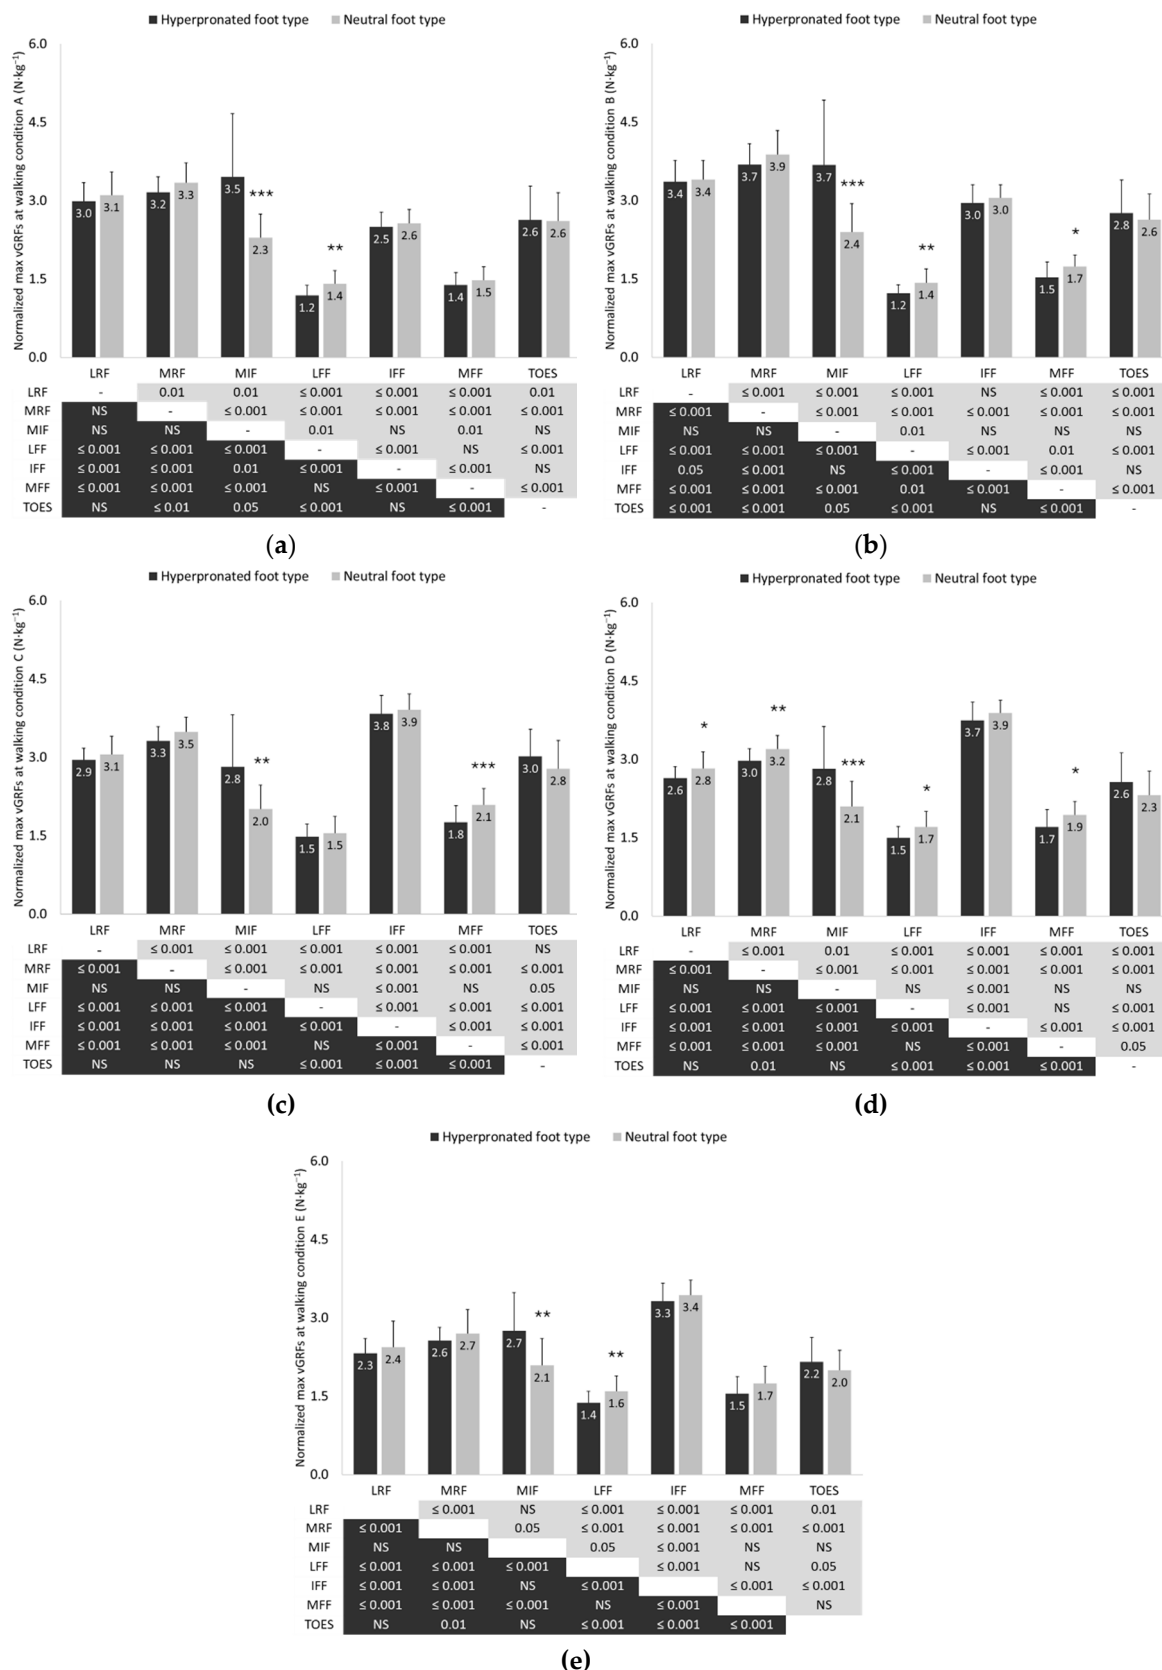 Hyperpronated foot type Neutral foot type
Normalized max vGRFs at walking condition A (N·kg⁻¹)
6.0
4.5
3.0
1.5
0.0
3.0 3.1 3.2 3.3 3.5 *** 2.3 1.2 ** 1.4 2.5 2.6 1.4 1.5 2.6 2.6
LRF MRF MIF LFF IFF MFF TOES
LRF - 0.01 0.01 ≤ 0.001 ≤ 0.001 ≤ 0.001 0.01
MRF NS - ≤ 0.001 ≤ 0.001 ≤ 0.001 ≤ 0.001 ≤ 0.001
MIF NS NS - 0.01 NS 0.01 NS
LFF ≤ 0.001 ≤ 0.001 ≤ 0.001 - ≤ 0.001 NS ≤ 0.001
IFF ≤ 0.001 ≤ 0.001 0.01 ≤ 0.001 - ≤ 0.001 NS
MFF ≤ 0.001 ≤ 0.001 ≤ 0.001 NS ≤ 0.001 - ≤ 0.001
TOES NS ≤ 0.01 0.05 ≤ 0.001 NS ≤ 0.001 -
(a)
Hyperpronated foot type Neutral foot type
Normalized max vGRFs at walking condition B (N·kg⁻¹)
6.0
4.5
3.0
1.5
0.0
3.4 3.4 3.7 3.9 3.7 *** 2.4 1.2 ** 1.4 3.0 3.0 1.5 * 1.7 2.8 2.6
LRF MRF MIF LFF IFF MFF TOES
LRF - ≤ 0.001 ≤ 0.001 ≤ 0.001 NS ≤ 0.001 ≤ 0.001
MRF ≤ 0.001 - ≤ 0.001 ≤ 0.001 ≤ 0.001 ≤ 0.001 ≤ 0.001
MIF NS NS - 0.01 NS NS NS
LFF ≤ 0.001 ≤ 0.001 ≤ 0.001 - ≤ 0.001 0.01 ≤ 0.001
IFF 0.05 ≤ 0.001 NS ≤ 0.001 - ≤ 0.001 NS
MFF ≤ 0.001 ≤ 0.001 ≤ 0.001 0.01 ≤ 0.001 - ≤ 0.001
TOES ≤ 0.001 ≤ 0.001 0.05 ≤ 0.001 NS ≤ 0.001 -
(b)
Hyperpronated foot type Neutral foot type
Normalized max vGRFs at walking condition C (N·kg⁻¹)
6.0
4.5
3.0
1.5
0.0
2.9 3.1 3.3 3.5 2.8 ** 2.0 1.5 1.5 3.8 3.9 1.8 *** 2.1 3.0 2.8
LRF MRF MIF LFF IFF MFF TOES
LRF - ≤ 0.001 ≤ 0.001 ≤ 0.001 ≤ 0.001 ≤ 0.001 NS
MRF ≤ 0.001 - ≤ 0.001 ≤ 0.001 ≤ 0.001 ≤ 0.001 ≤ 0.001
MIF NS NS - NS ≤ 0.001 NS 0.05
LFF ≤ 0.001 ≤ 0.001 ≤ 0.001 - ≤ 0.001 ≤ 0.001 ≤ 0.001
IFF ≤ 0.001 ≤ 0.001 ≤ 0.001 ≤ 0.001 - ≤ 0.001 ≤ 0.001
MFF ≤ 0.001 ≤ 0.001 ≤ 0.001 NS ≤ 0.001 - ≤ 0.001
TOES NS NS NS ≤ 0.001 ≤ 0.001 ≤ 0.001 -
(c)
Hyperpronated foot type Neutral foot type
Normalized max vGRFs at walking condition D (N·kg⁻¹)
6.0
4.5
3.0
1.5
0.0
2.6 * 2.8 3.0 ** 3.2 2.8 *** 2.1 1.5 * 1.7 3.7 3.9 1.7 * 1.9 2.6 2.3
LRF MRF MIF LFF IFF MFF TOES
LRF - ≤ 0.001 0.01 ≤ 0.001 ≤ 0.001 ≤ 0.001 ≤ 0.001
MRF ≤ 0.001 - ≤ 0.001 ≤ 0.001 ≤ 0.001 ≤ 0.001 ≤ 0.001
MIF NS NS - NS ≤ 0.001 NS NS
LFF ≤ 0.001 ≤ 0.001 ≤ 0.001 - ≤ 0.001 NS ≤ 0.001
IFF ≤ 0.001 ≤ 0.001 ≤ 0.001 ≤ 0.001 - ≤ 0.001 ≤ 0.001
MFF ≤ 0.001 ≤ 0.001 ≤ 0.001 NS ≤ 0.001 - 0.05
TOES NS 0.01 NS ≤ 0.001 ≤ 0.001 ≤ 0.001 -
(d)
Hyperpronated foot type Neutral foot type
Normalized max vGRFs at walking condition E (N·kg⁻¹)
6.0
4.5
3.0
1.5
0.0
2.3 2.4 2.6 2.7 2.7 ** 2.1 1.4 ** 1.6 3.3 3.4 1.5 1.7 2.2 2.0
LRF MRF MIF LFF IFF MFF TOES
LRF ≤ 0.001 NS ≤ 0.001 ≤ 0.001 ≤ 0.001 0.01
MRF ≤ 0.001 0.05 ≤ 0.001 ≤ 0.001 ≤ 0.001 ≤ 0.001
MIF NS NS 0.05 ≤ 0.001 NS NS
LFF ≤ 0.001 ≤ 0.001 ≤ 0.001 ≤ 0.001 NS 0.05
IFF ≤ 0.001 ≤ 0.001 NS ≤ 0.001 ≤ 0.001 ≤ 0.001
MFF ≤ 0.001 ≤ 0.001 ≤ 0.001 NS ≤ 0.001 NS
TOES NS 0.01 NS ≤ 0.001 ≤ 0.001 ≤ 0.001
(e)